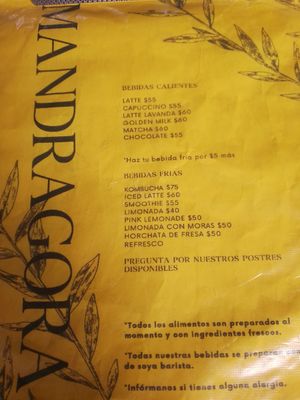 MANDRAGORA
BEBIDAS CALIENTES
LATTE $55
CAPUCCINO $55
LATTE LAVANDA $60
GOLDEN MILK $60
MATCHA $60
CHOCOLATE $55
*Haz tu bebida fría por $5 más
BEBIDAS FRIAS
KOMBUCHA $75
ICED LATTE $60
SMOOTHIE $55
LIMONADA $40
PINK LEMONADE $50
LIMONADA CON MORAS $50
HORCHATA DE FRESA $50
REFRESCO
PREGUNTA POR NUESTROS POSTRES
DISPONIBLES
*Todos los alimentos son preparados al
momento y con ingredientes frescos.
*Todas nuestras bebidas se preparan con
de soya barista.
*Infórmanos si tienes alguna alergia.